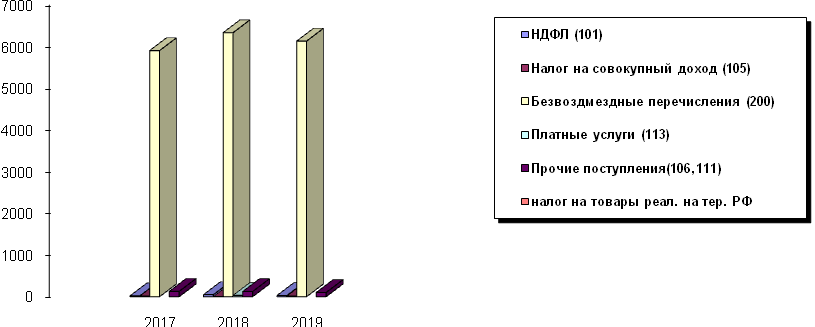 7000
6000
5000
4000
3000
2000
1000
0
2017 2018 2019
НДФЛ (101)
Налог на совокупный доход (105)
Безвоздмездные перечисления (200)
Платные услуги (113)
Прочие поступления(106,111)
налог на товары реал. на тер. РФ